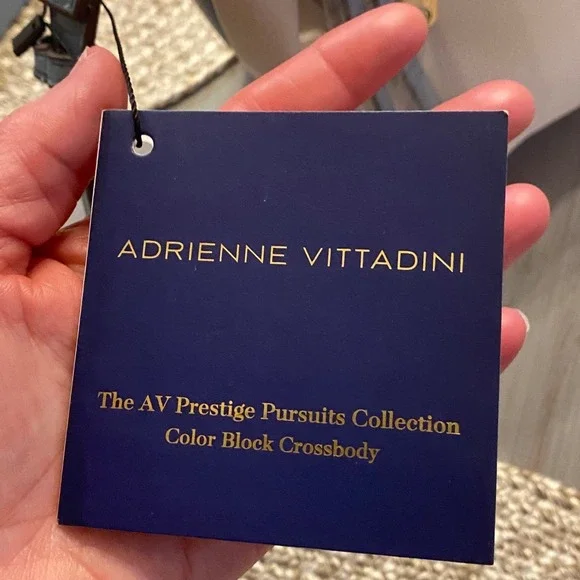 ADRIENNE VITTADINI
The AV Prestige Pursuits Collection
Color Block Crossbody